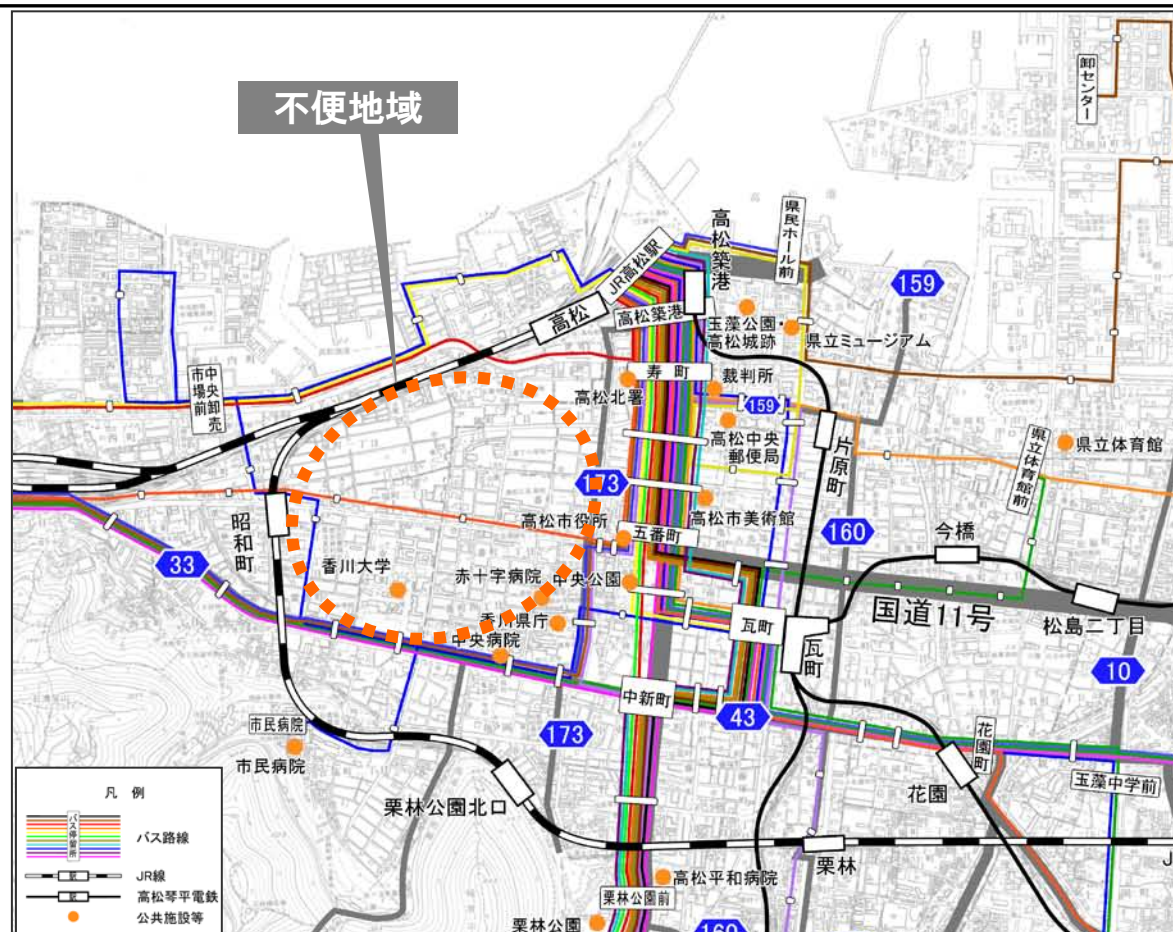 不便地域
卸センター
県民ホール前
高松築港
JR高松駅
159
高松
高松築港
玉藻公園・
高松城跡
県立ミュージアム
中央卸売
市場前
寿町
裁判所
高松北署
159
高松中央
郵便局
片原町
県立体育館前
県立体育館
173
高松市美術館
昭和町
高松市役所
五番町
160
今橋
33
香川大学
赤十字病院
中央公園
国道11号
松島二丁目
香川県庁
瓦町
瓦町
中央病院
10
中新町
43
市民病院
173
花園町
市民病院
玉藻中学前
花園
栗林公園北口
栗林
J
高松平和病院
栗林公園前
栗林公園
160
凡例
バス停留所
バス路線
駅
JR線
駅
高松琴平電鉄
公共施設等